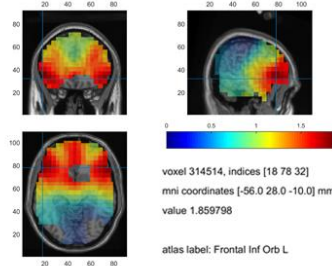 20 40 60 80
20 40 60 80 100
80
60
40
20
80
60
40
20
0 0.5 1 1.5
100
80
60
40
20
0
20 40 60 80
voxel 314514, indices [18 78 32]
mni coordinates [-56.0 28.0 -10.0] mm
value 1.859798
atlas label: Frontal Inf Orb L